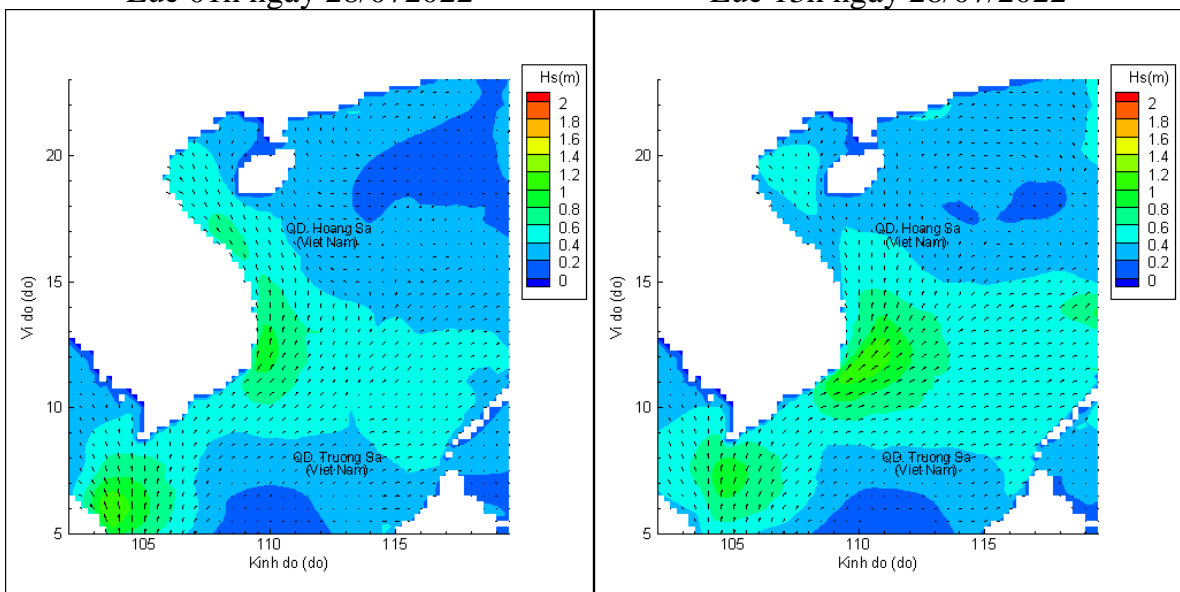 Lúc 01h ngày 28/072022
Lúc 13h ngày 28/07/2022
Hs(m)
2
1.8
1.6
1.4
1.2
1
0.8
0.6
0.4
0.2
0
20
15
10
5
Vi do (do)
QD. Hoang Sa
(Viet Nam)
QD. Truong Sa
(Viet Nam)
105
110
115
Kinh do (do)
Hs(m)
2
1.8
1.6
1.4
1.2
1
0.8
0.6
0.4
0.2
0
20
15
10
5
Vi do (do)
QD. Hoang Sa
(Viet Nam)
QD. Truong Sa
(Viet Nam)
105
110
115
Kinh do (do)